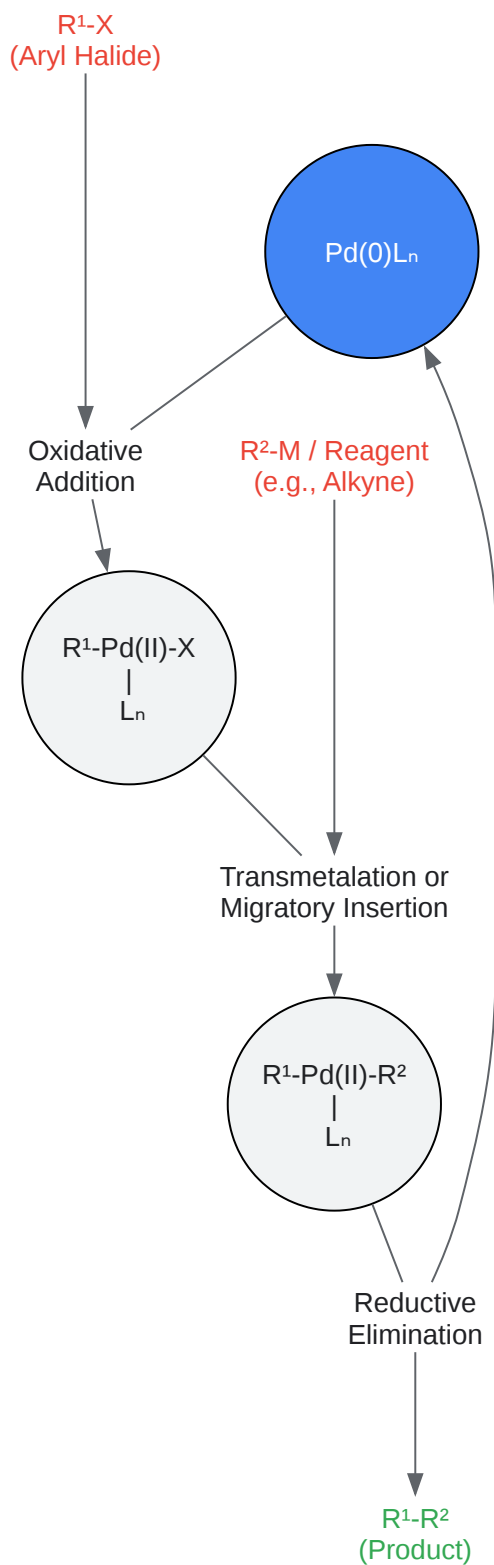 R¹-X
(Aryl Halide)
Pd(0)Lₙ
Oxidative
Addition
R²-M / Reagent
(e.g., Alkyne)
R¹-Pd(II)-X
|
Lₙ
Transmetalation or
Migratory Insertion
R¹-Pd(II)-R²
|
Lₙ
Reductive
Elimination
R¹-R²
(Product)